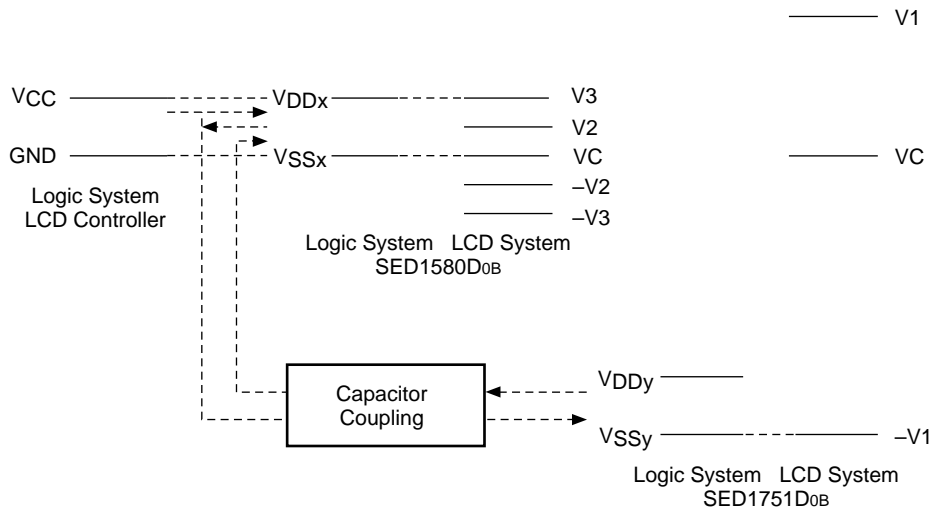 V1
VCC
VDDx
V3
V2
GND
VSSx
VC
VC
–V2
–V3
Logic System
LCD Controller
Logic System LCD System
SED1580D0B
Capacitor
Coupling
VDDy
VSSy
–V1
Logic System LCD System
SED1751D0B